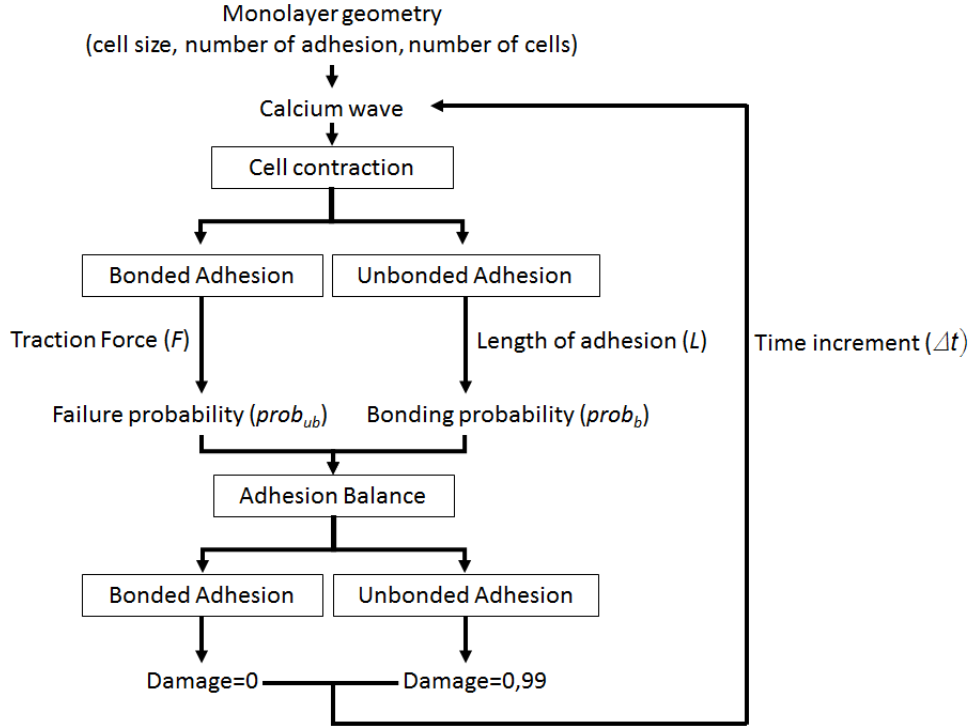 Monolayer geometry
(cell size, number of adhesion, number of cells)
Calcium wave
Cell contraction
Bonded Adhesion
Unbonded Adhesion
Traction Force (F)
Length of adhesion (L)
Time increment (Δt)
Failure probability (prob_ub)
Bonding probability (prob_b)
Adhesion Balance
Bonded Adhesion
Unbonded Adhesion
Damage=0
Damage=0,99